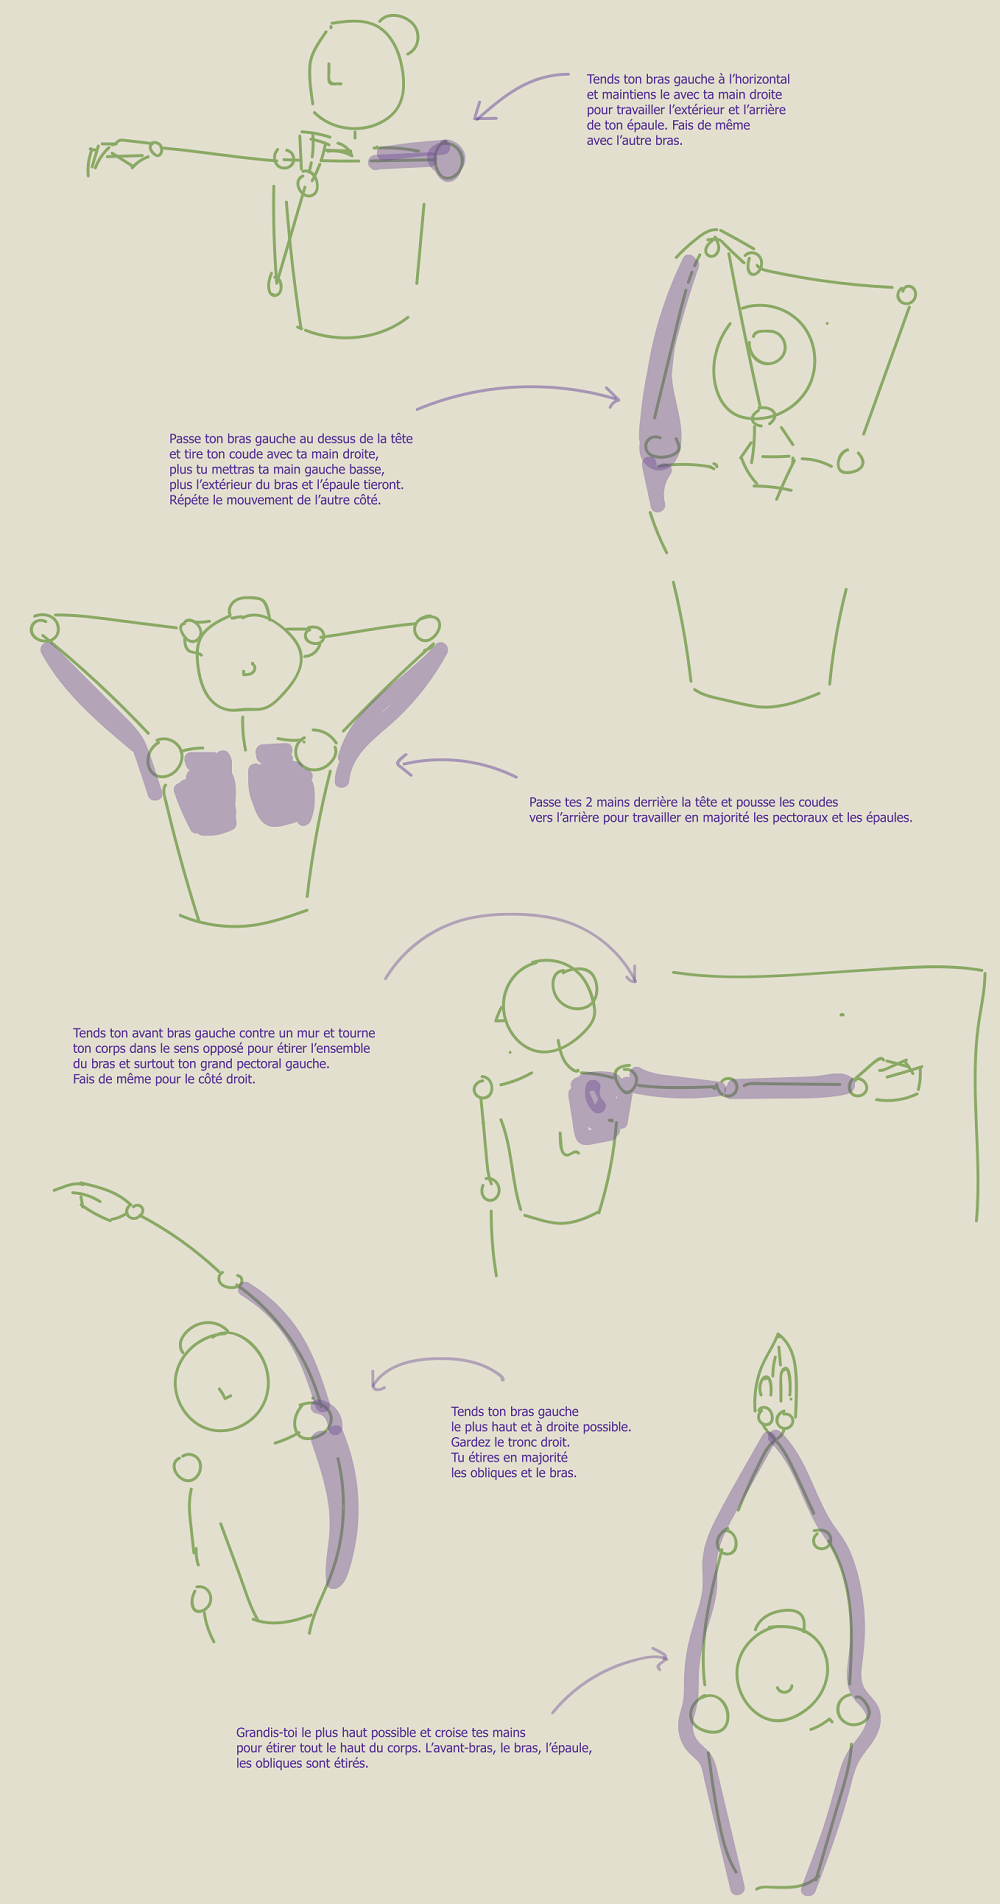 Tends ton bras gauche à l'horizontal
et maintiens le avec ta main droite
pour travailler l'extérieur et l'arrière
de ton épaule. Fais de même
avec l'autre bras.
Passe ton bras gauche au dessus de la tête
et tire ton coude avec ta main droite,
plus tu mettras ta main gauche basse,
plus l'extérieur du bras et l'épaule tieront.
Répéte le mouvement de l'autre côté.
Passe tes 2 mains derrière la tête et pousse les coudes
vers l'arrière pour travailler en majorité les pectoraux et les épaules.
Tends ton avant bras gauche contre un mur et tourne
ton corps dans le sens opposé pour étirer l'ensemble
du bras et surtout ton grand pectoral gauche.
Fais de même pour le côté droit.
Tends ton bras gauche
le plus haut et à droite possible.
Gardez le tronc droit.
Tu étires en majorité
les obliques et le bras.
Grandis-toi le plus haut possible et croise tes mains
pour étirer tout le haut du corps. L'avant-bras, le bras, l'épaule,
les obliques sont étirés.